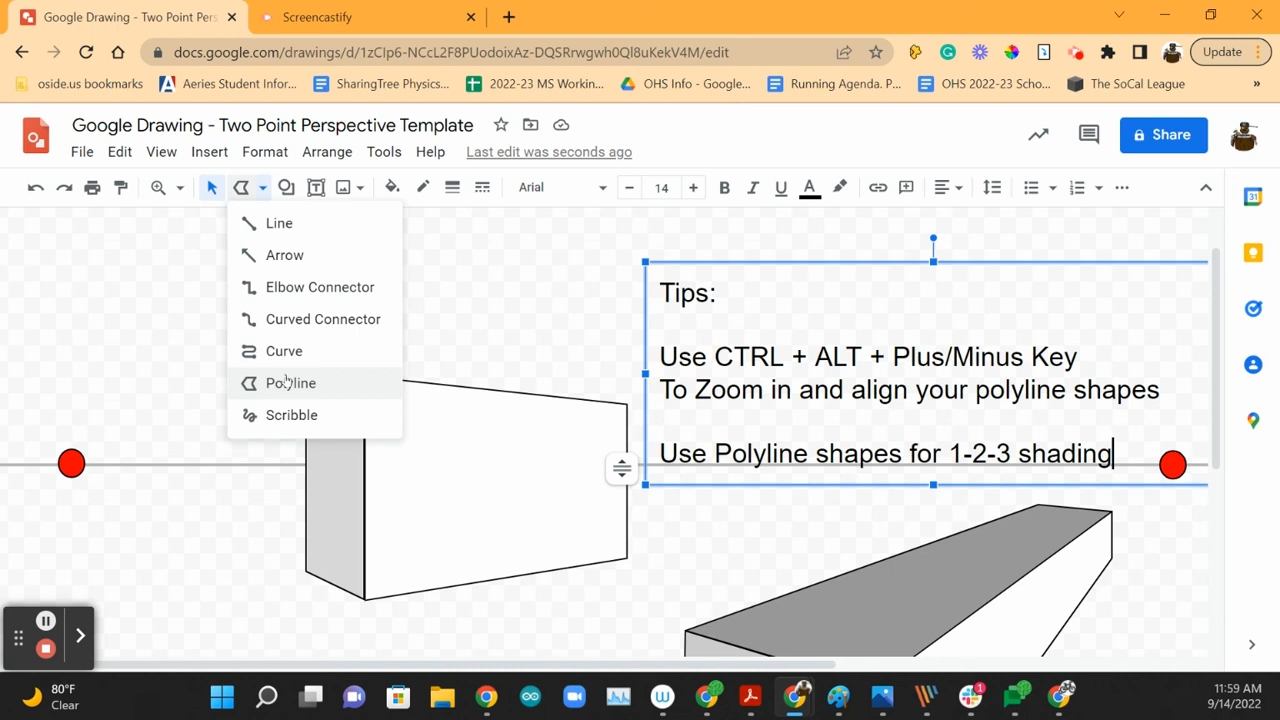 Google Drawing - Two Point Pers
Screencastify
docs.google.com/drawings/d/1zCIp6-NCcL2F8PUodoixAz-DQSRrwgwh0Ql8uKekV4M/edit
Update
oside.us bookmarks
Aeries Student Infor...
SharingTree Physics...
2022-23 MS Workin...
OHS Info - Google...
Running Agenda. P...
OHS 2022-23 Scho...
The SoCal League
»
Google Drawing - Two Point Perspective Template
File Edit View Insert Format Arrange Tools Help Last edit was seconds ago
Share
Arial
14
B I U A
31
Line
Arrow
Elbow Connector
Curved Connector
Curve
Polyline
Scribble
Tips:
Use CTRL + ALT + Plus/Minus Key
To Zoom in and align your polyline shapes
Use Polyline shapes for 1-2-3 shading
80°F
Clear
1
11:59 AM
9/14/2022